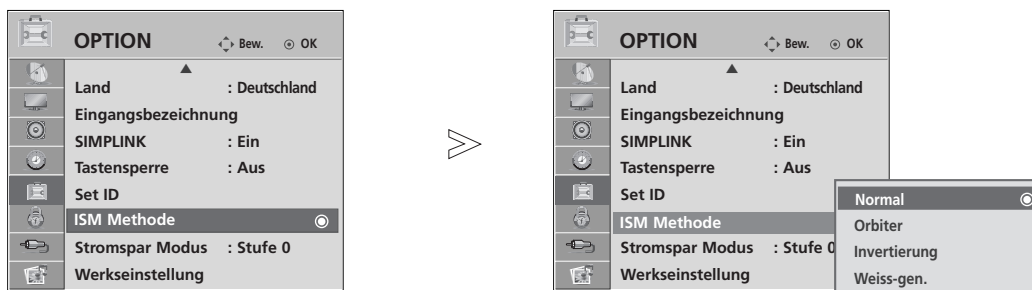 OPTION Bew. OK
Land : Deutschland
Eingangsbezeichnung
SIMPLINK : Ein
Tastensperre : Aus
Set ID
ISM Methode
Stromspar Modus : Stufe 0
Werkseinstellung
OPTION Bew. OK
Land : Deutschland
Eingangsbezeichnung
SIMPLINK : Ein
Tastensperre : Aus
Set ID
ISM Methode
Stromspar Modus : Stufe 0
Werkseinstellung
Normal
Orbiter
Invertierung
Weiss-gen.